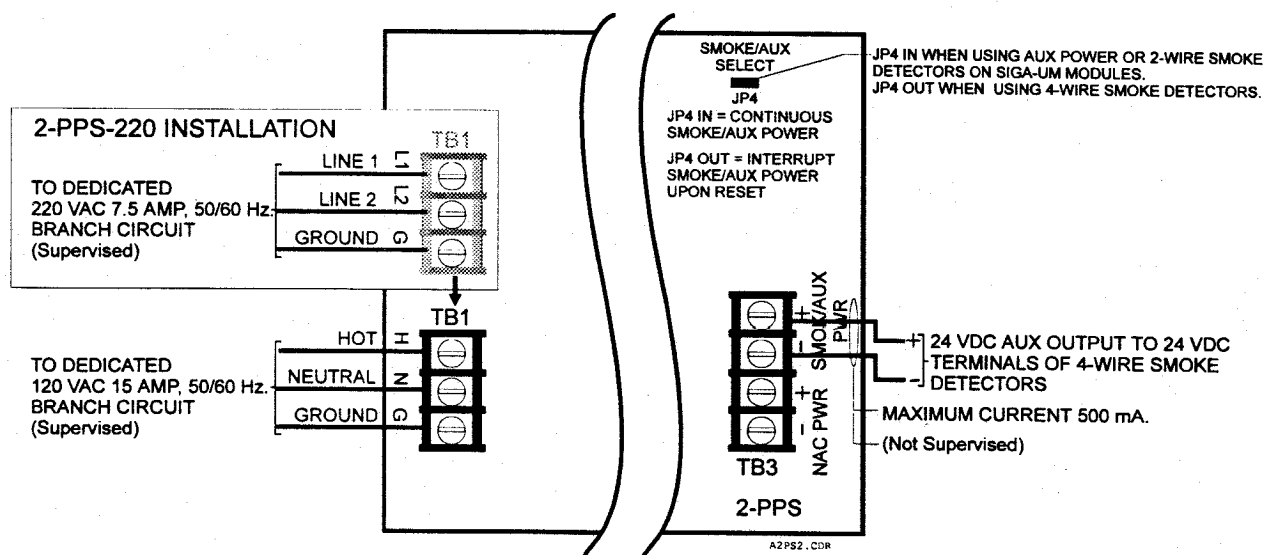 SMOKE/AUX
SELECT
JP4
JP4 IN = CONTINUOUS
SMOKE/AUX POWER
JP4 OUT = INTERRUPT
SMOKE/AUX POWER
UPON RESET
JP4 IN WHEN USING AUX POWER OR 2-WIRE SMOKE
DETECTORS ON SIGA-UM MODULES.
JP4 OUT WHEN USING 4-WIRE SMOKE DETECTORS.
2-PPS-220 INSTALLATION
TB1
LINE 1 L1
LINE 2 L2
GROUND G
TO DEDICATED
220 VAC 7.5 AMP, 50/60 Hz.
BRANCH CIRCUIT
(Supervised)
TB1
HOT H
NEUTRAL N
GROUND G
TO DEDICATED
120 VAC 15 AMP, 50/60 Hz.
BRANCH CIRCUIT
(Supervised)
+
-
SMOK/AUX
PWR
+
-
NAC PWR
TB3
2-PPS
+
-
24 VDC AUX OUTPUT TO 24 VDC
TERMINALS OF 4-WIRE SMOKE
DETECTORS
MAXIMUM CURRENT 500 mA.
(Not Supervised)
A2PS2.CDR